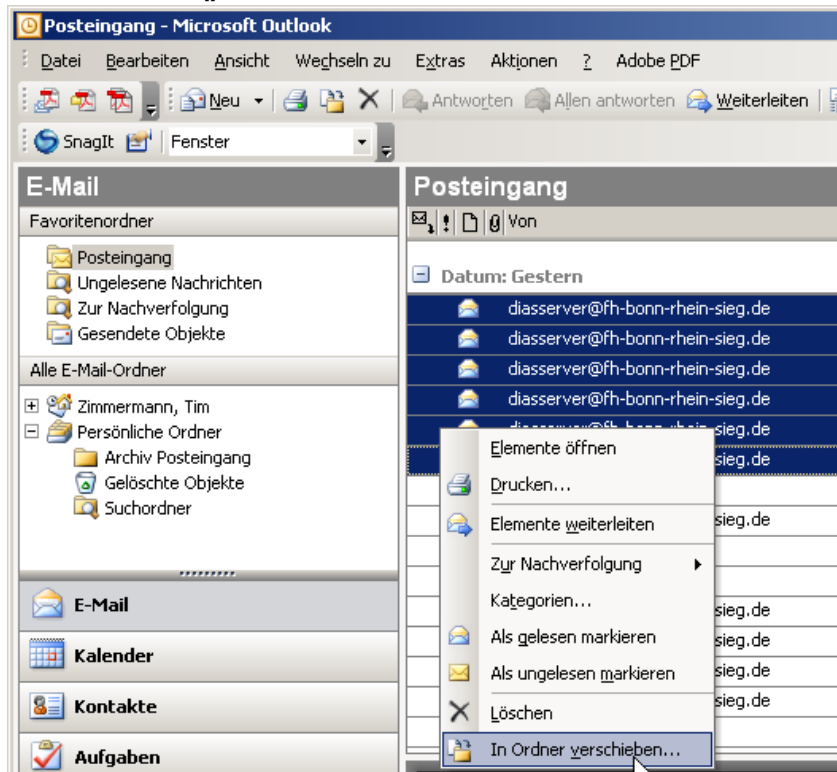 Posteingang - Microsoft Outlook
Datei Bearbeiten Ansicht Wechseln zu Extras Aktionen ? Adobe PDF
Neu Antworten Allen antworten Weiterleiten
SnagIt Fenster
E-Mail
Favoritenordner
Posteingang
Ungelesene Nachrichten
Zur Nachverfolgung
Gesendete Objekte
Alle E-Mail-Ordner
Zimmermann, Tim
Persönliche Ordner
Archiv Posteingang
Gelöschte Objekte
Suchordner
E-Mail
Kalender
Kontakte
Aufgaben
Posteingang
Von
Datum: Gestern
diasserver@fh-bonn-rhein-sieg.de
diasserver@fh-bonn-rhein-sieg.de
diasserver@fh-bonn-rhein-sieg.de
diasserver@fh-bonn-rhein-sieg.de
diasserver@fh-bonn-rhein-sieg.de
sieg.de
sieg.de
sieg.de
sieg.de
sieg.de
sieg.de
Elemente öffnen
Drucken...
Elemente weiterleiten
Zur Nachverfolgung
Kategorien...
Als gelesen markieren
Als ungelesen markieren
Löschen
In Ordner verschieben...